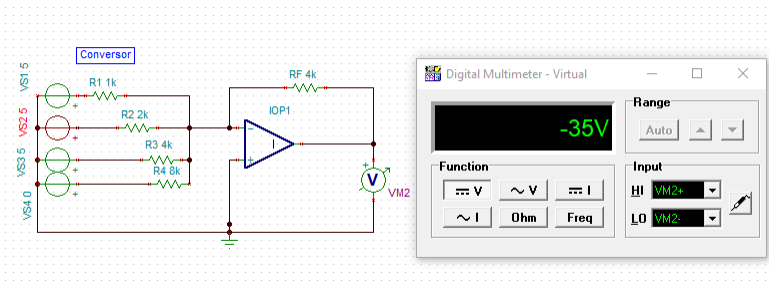 Conversor
VS1 5
R1 1k
VS2 5
R2 2k
VS3 5
R3 4k
R4 8k
VS4.0
RF 4k
IOP1
I
+
V
VM2
Digital Multimeter - Virtual
-35V
Range
Auto
Function
V
V
I
I
Ohm
Freq
Input
HI VM2+
LO VM2-